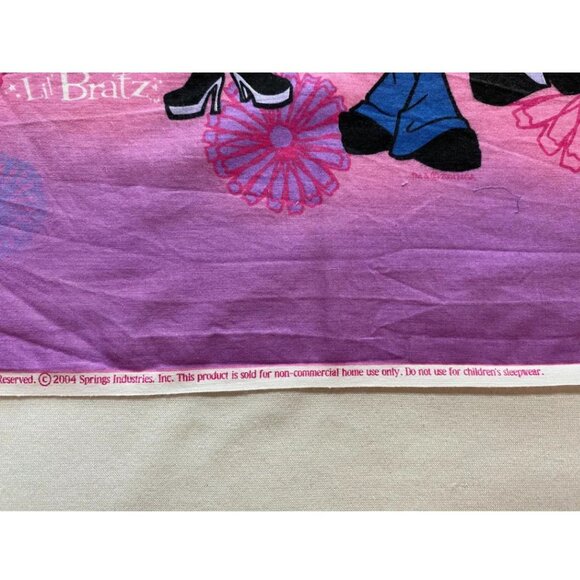 Lil' Bratz
Reserved. © 2004 Springs Industries, Inc. This product is sold for non-commercial home use only. Do not use for children's sleepwear.